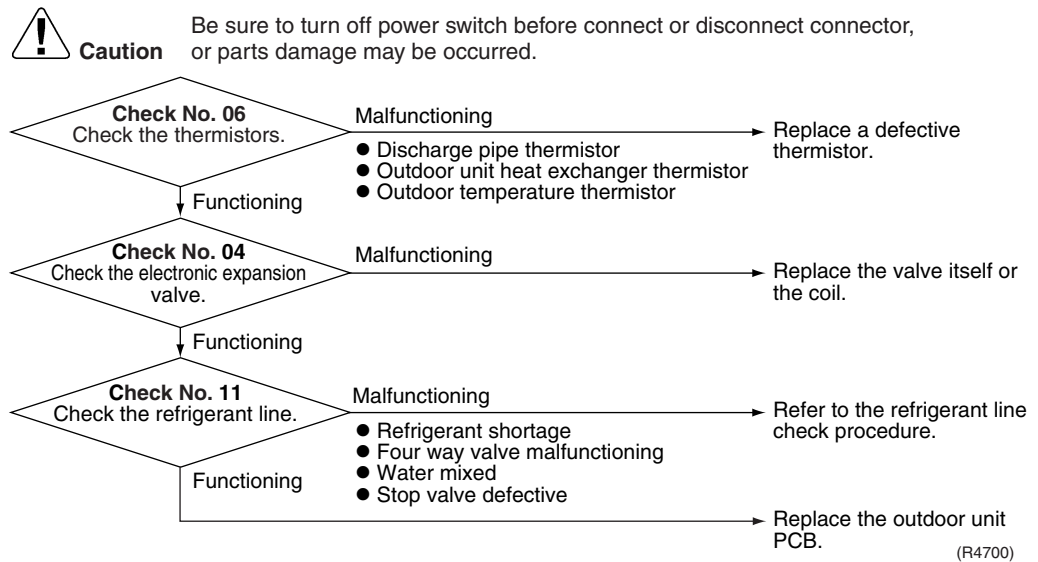 Be sure to turn off power switch before connect or disconnect connector,
Caution or parts damage may be occurred.
Check No. 06
Check the thermistors.
Malfunctioning
● Discharge pipe thermistor
● Outdoor unit heat exchanger thermistor
● Outdoor temperature thermistor
Replace a defective
thermistor.
Functioning
Check No. 04
Check the electronic expansion
valve.
Malfunctioning
Replace the valve itself or
the coil.
Functioning
Check No. 11
Check the refrigerant line.
Malfunctioning
● Refrigerant shortage
● Four way valve malfunctioning
● Water mixed
● Stop valve defective
Refer to the refrigerant line
check procedure.
Functioning
Replace the outdoor unit
PCB.
(R4700)